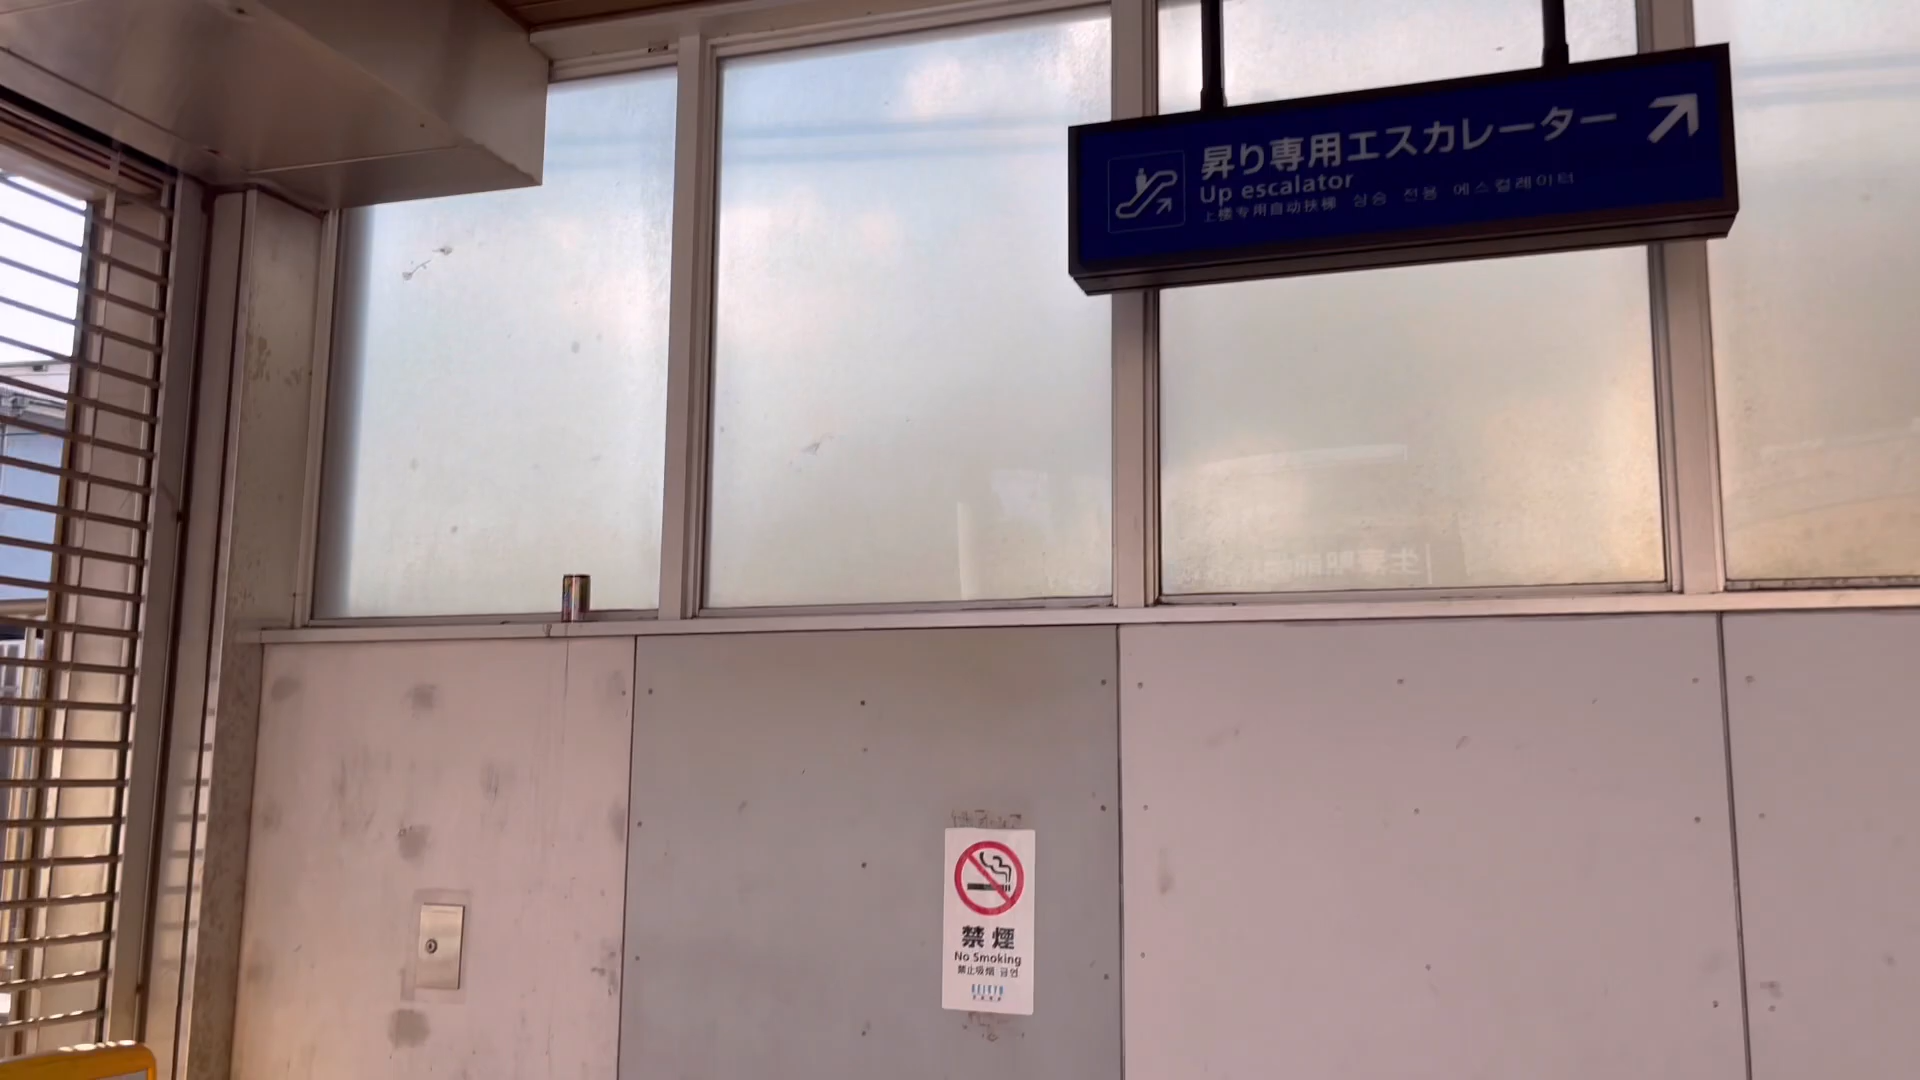 昇り専用エスカレーター
Up escalator
上楼专用自动扶梯 상승 전용 에스컬레이터
禁煙
No Smoking
禁止吸烟 금연
KEISEI